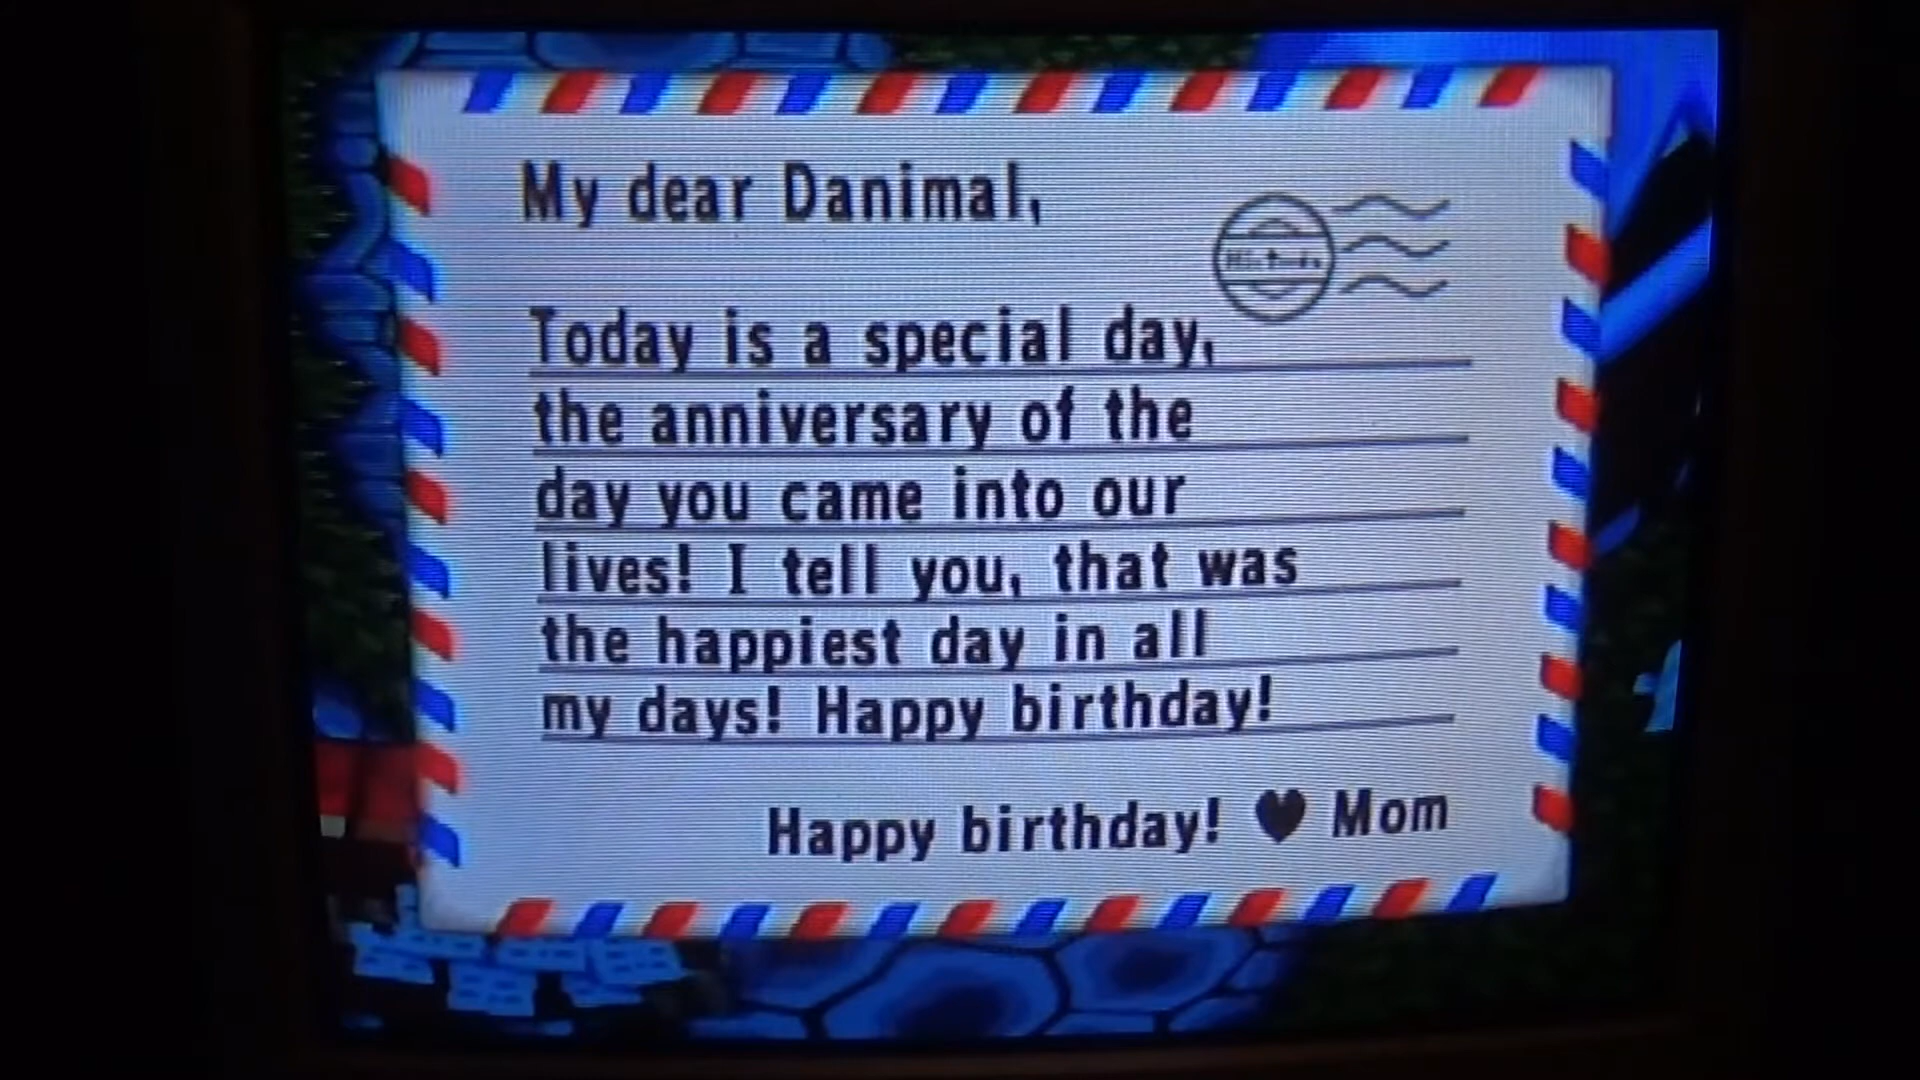 My dear Danimal,
Today is a special day,
the anniversary of the
day you came into our
lives! I tell you, that was
the happiest day in all
my days! Happy birthday!
Happy birthday! ♥ Mom